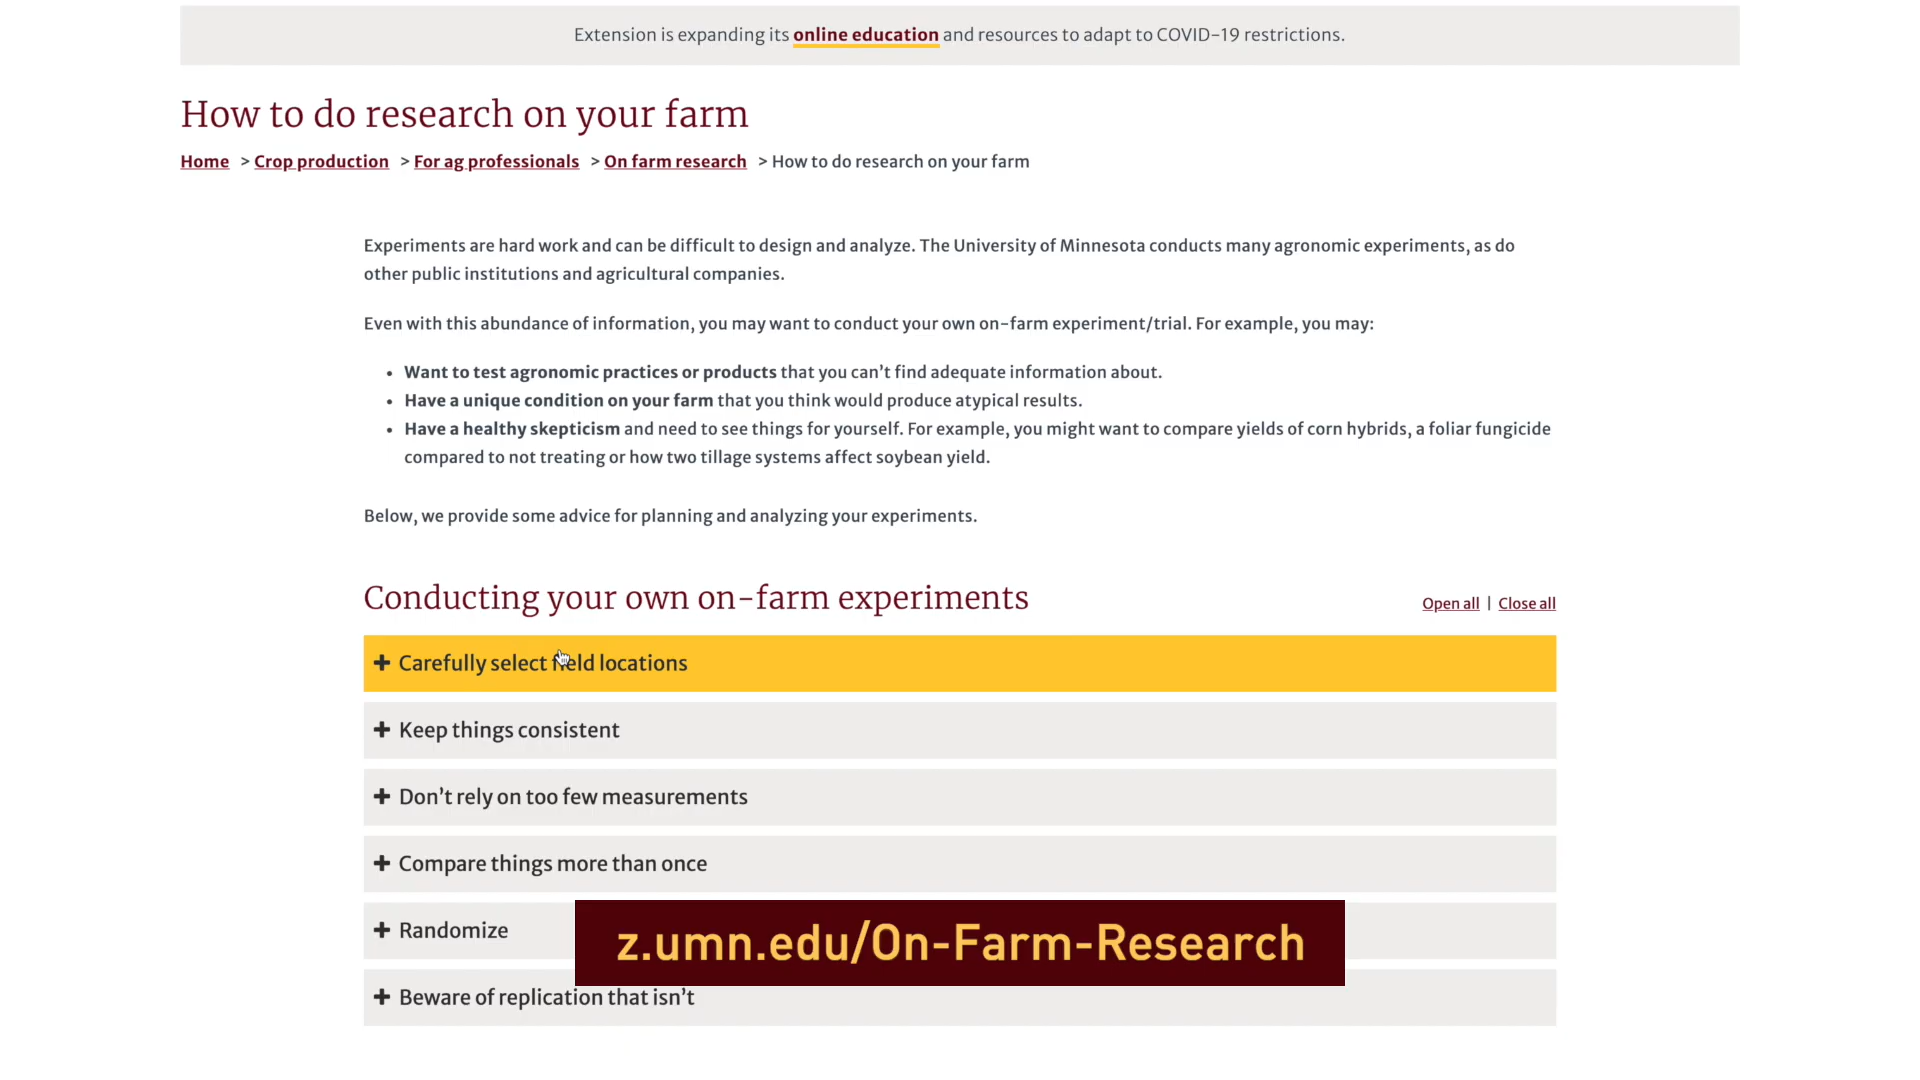 Extension is expanding its online education and resources to adapt to COVID-19 restrictions.
How to do research on your farm
Home > Crop production > For ag professionals > On farm research > How to do research on your farm
Experiments are hard work and can be difficult to design and analyze. The University of Minnesota conducts many agronomic experiments, as do
other public institutions and agricultural companies.
Even with this abundance of information, you may want to conduct your own on-farm experiment/trial. For example, you may:
• Want to test agronomic practices or products that you can't find adequate information about.
• Have a unique condition on your farm that you think would produce atypical results.
• Have a healthy skepticism and need to see things for yourself. For example, you might want to compare yields of corn hybrids, a foliar fungicide
compared to not treating or how two tillage systems affect soybean yield.
Below, we provide some advice for planning and analyzing your experiments.
Conducting your own on-farm experiments
Open all | Close all
+ Carefully select field locations
+ Keep things consistent
+ Don't rely on too few measurements
+ Compare things more than once
+ Randomize
z.umn.edu/On-Farm-Research
+ Beware of replication that isn't